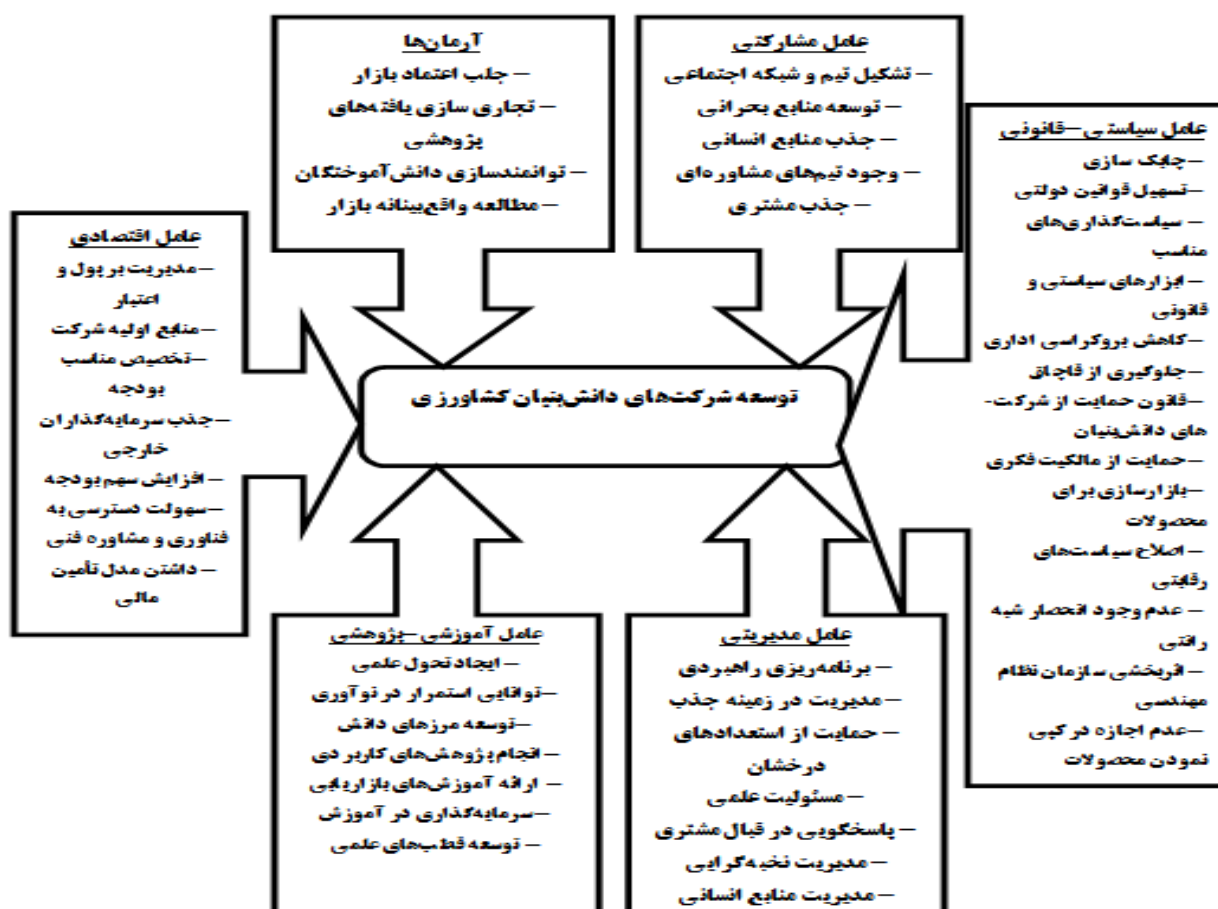 آرمان‌ها
– جلب اعتماد بازار
– تجاری سازی یافته‌های
پژوهشی
– توانمندسازی دانش‌آموختگان
– مطالعه واقع‌بینانه بازار
عامل مشارکتی
– تشکیل تیم و شبکه اجتماعی
– توسعه منابع بحرانی
– جذب منابع انسانی
– وجود تیم‌های مشاوره‌ای
– جذب مشتری
عامل سیاستی–قانونی
–چابک سازی
–تسهیل قوانین دولتی
– سیاست‌گذاری‌های
مناسب
– ابزارهای سیاستی و
قانونی
–کاهش بروکراسی اداری
–جلوگیری از قاچاق
–قانون حمایت از شرکت-
های دانش‌بنیان
–حمایت از مالکیت فکری
–بازارسازی برای
محصولات
– اصلاح سیاست‌های
رقابتی
– عدم وجود انحصار شبه
رانتی
– اثربخشی سازمان نظام
مهندسی
–عدم اجازه در کپی
نمودن محصولات
عامل اقتصادی
– مدیریت بر پول و
اعتبار
– منابع اولیه شرکت
– تخصیص مناسب
بودجه
– جذب سرمایه‌گذاران
خارجی
– افزایش سهم بودجه
–سهولت دسترسی به
فناوری و مشاوره فنی
– داشتن مدل تأمین
مالی
توسعه شرکت‌های دانش‌بنیان کشاورزی
عامل آموزشی–پژوهشی
– ایجاد تحول علمی
–توانایی استمرار در نوآوری
–توسعه مرزهای دانش
– انجام پژوهش‌های کاربردی
– ارائه آموزش‌های بازاریابی
–سرمایه‌گذاری در آموزش
– توسعه قطب‌های علمی
عامل مدیریتی
– برنامه‌ریزی راهبردی
– مدیریت در زمینه جذب
– حمایت از استعدادهای
درخشان
– مسئولیت علمی
– پاسخگویی در قبال مشتری
– مدیریت نخبه‌گرایی
– مدیریت منابع انسانی